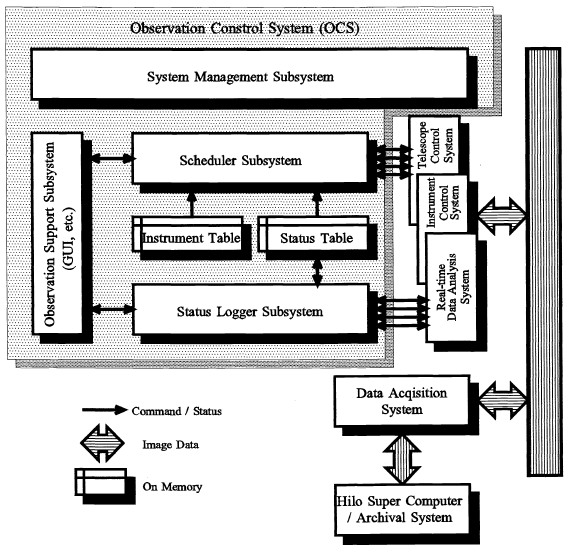 Observation Constrol System (OCS)
System Management Subsystem
Observation Support Subsystem
(GUI, etc.)
Scheduler Subsystem
Instrument Table
Status Table
Status Logger Subsystem
Telescope
Control
System
Instrument
Control
System
Real-time
Data Analysis
System
Data Acqisition
System
Hilo Super Computer
/ Archival System
Command / Status
Image Data
On Memory